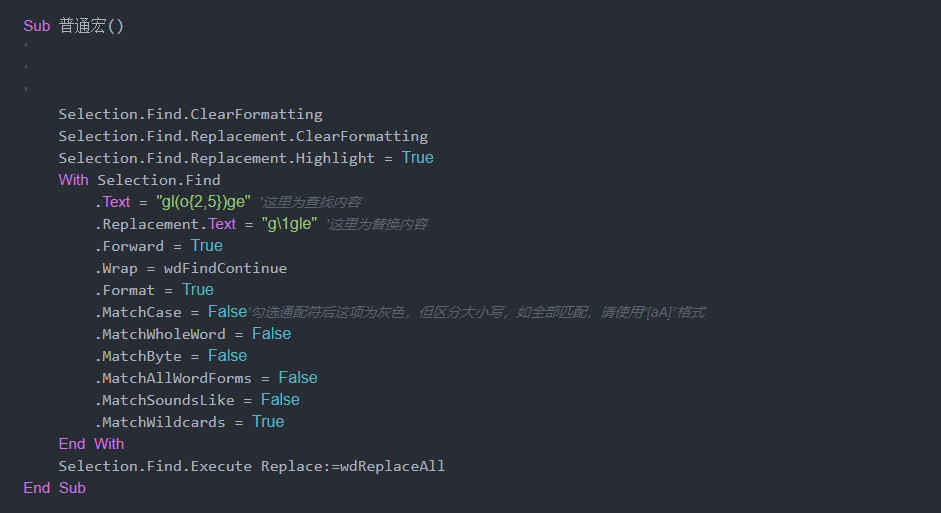 Sub 普通宏()
'
'
'
    Selection.Find.ClearFormatting
    Selection.Find.Replacement.ClearFormatting
    Selection.Find.Replacement.Highlight = True
    With Selection.Find
        .Text = "gl(o{2,5})ge" '这里为查找内容
        .Replacement.Text = "g\1gle" '这里为替换内容
        .Forward = True
        .Wrap = wdFindContinue
        .Format = True
        .MatchCase = False'勾选通配符后这项为灰色，但区分大小写，如全部匹配，请使用“[aA]”格式
        .MatchWholeWord = False
        .MatchByte = False
        .MatchAllWordForms = False
        .MatchSoundsLike = False
        .MatchWildcards = True
    End With
    Selection.Find.Execute Replace:=wdReplaceAll
End Sub